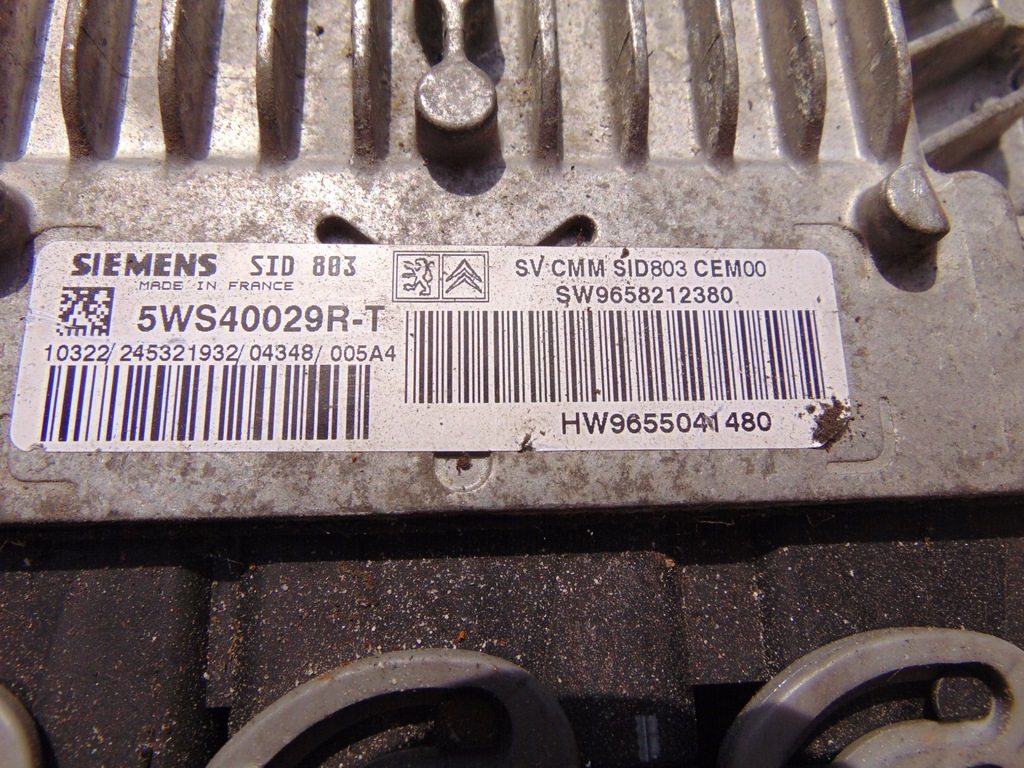 SIEMENS SID 803
MADE IN FRANCE
5WS40029R-T
10322/245321932/04348/005A4
SV CMM SID803 CEM00
SW9658212380
HW9655041480